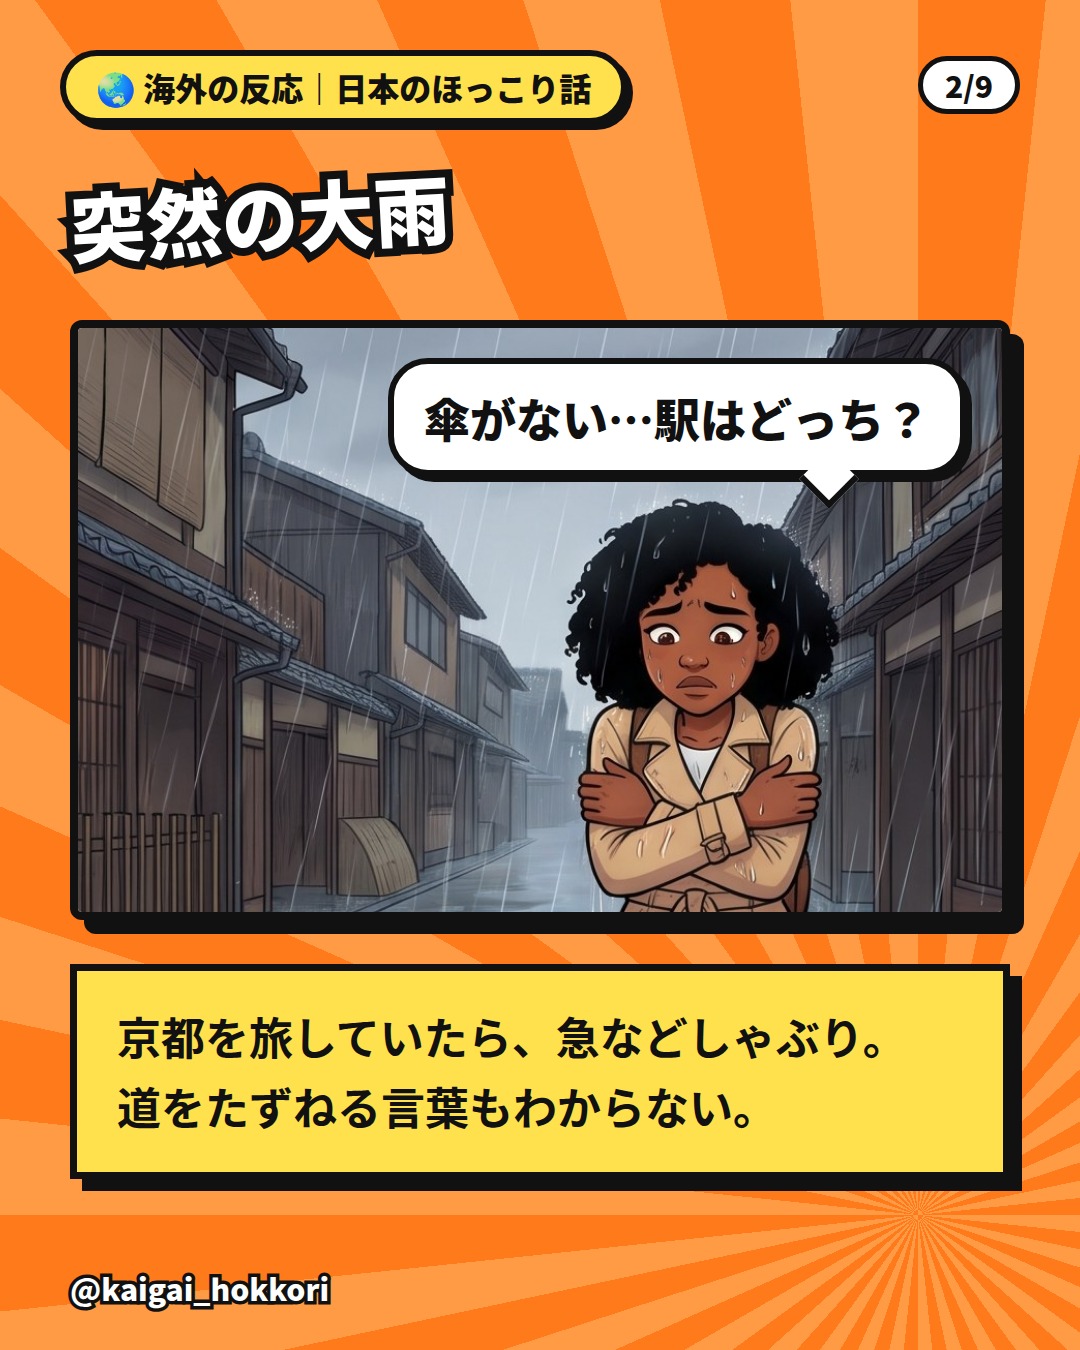 🌏 海外の反応｜日本のほっこり話
2/9
突然の大雨
傘がない…駅はどっち？
京都を旅していたら、急などしゃぶり。
道をたずねる言葉もわからない。
@kaigai_hokkori